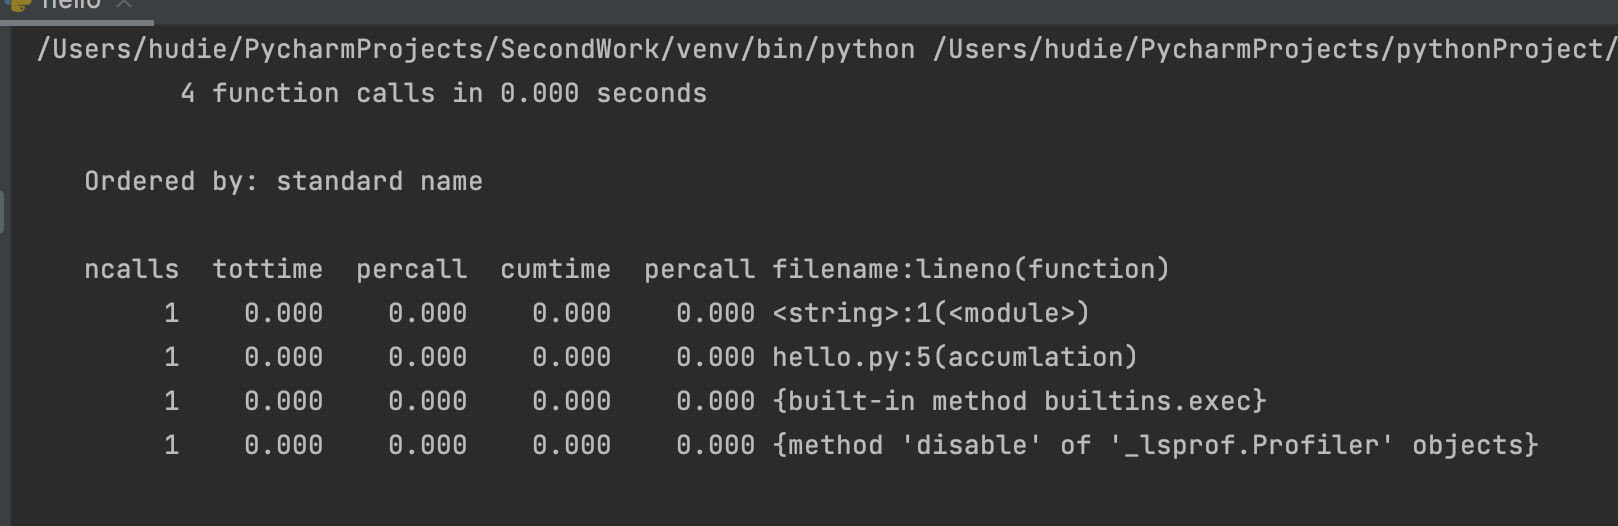 hello
/Users/hudie/PycharmProjects/SecondWork/venv/bin/python /Users/hudie/PycharmProjects/pythonProject/
4 function calls in 0.000 seconds
Ordered by: standard name
ncalls tottime percall cumtime percall filename:lineno(function)
1 0.000 0.000 0.000 0.000 <string>:1(<module>)
1 0.000 0.000 0.000 0.000 hello.py:5(accumlation)
1 0.000 0.000 0.000 0.000 {built-in method builtins.exec}
1 0.000 0.000 0.000 0.000 {method 'disable' of '_lsprof.Profiler' objects}